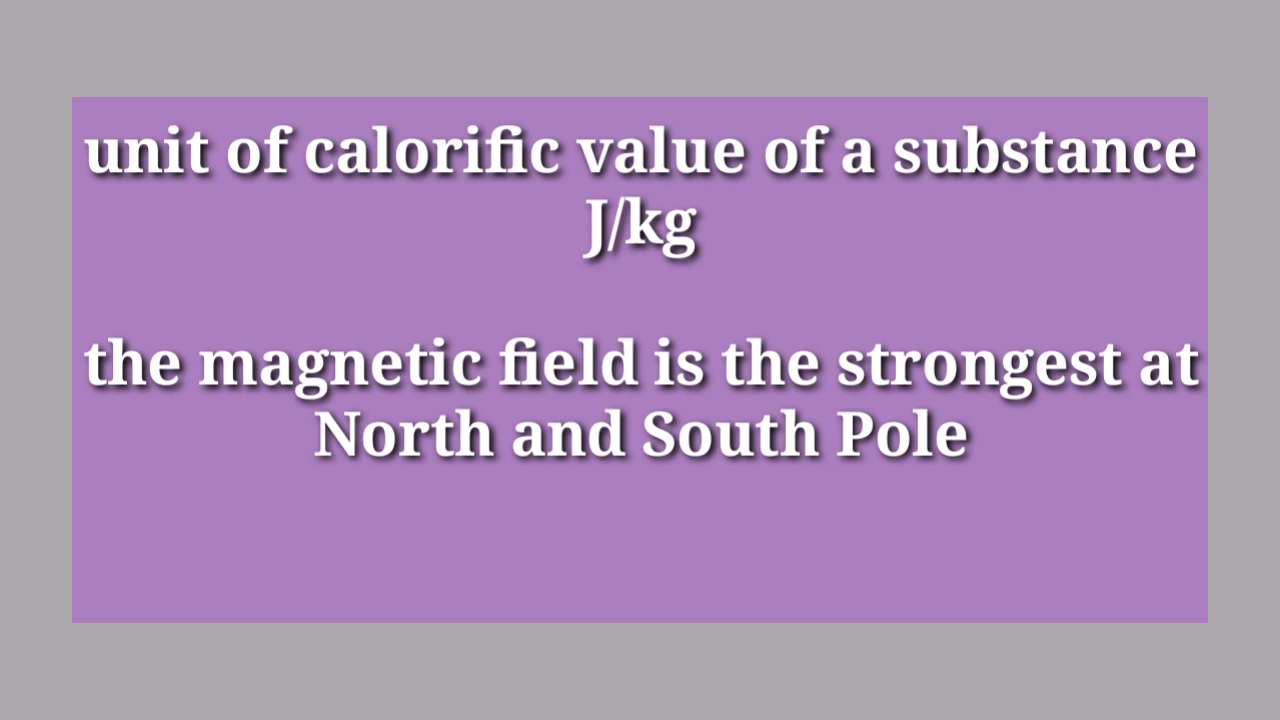 unit of calorific value of a substance
J/kg
the magnetic field is the strongest at
North and South Pole